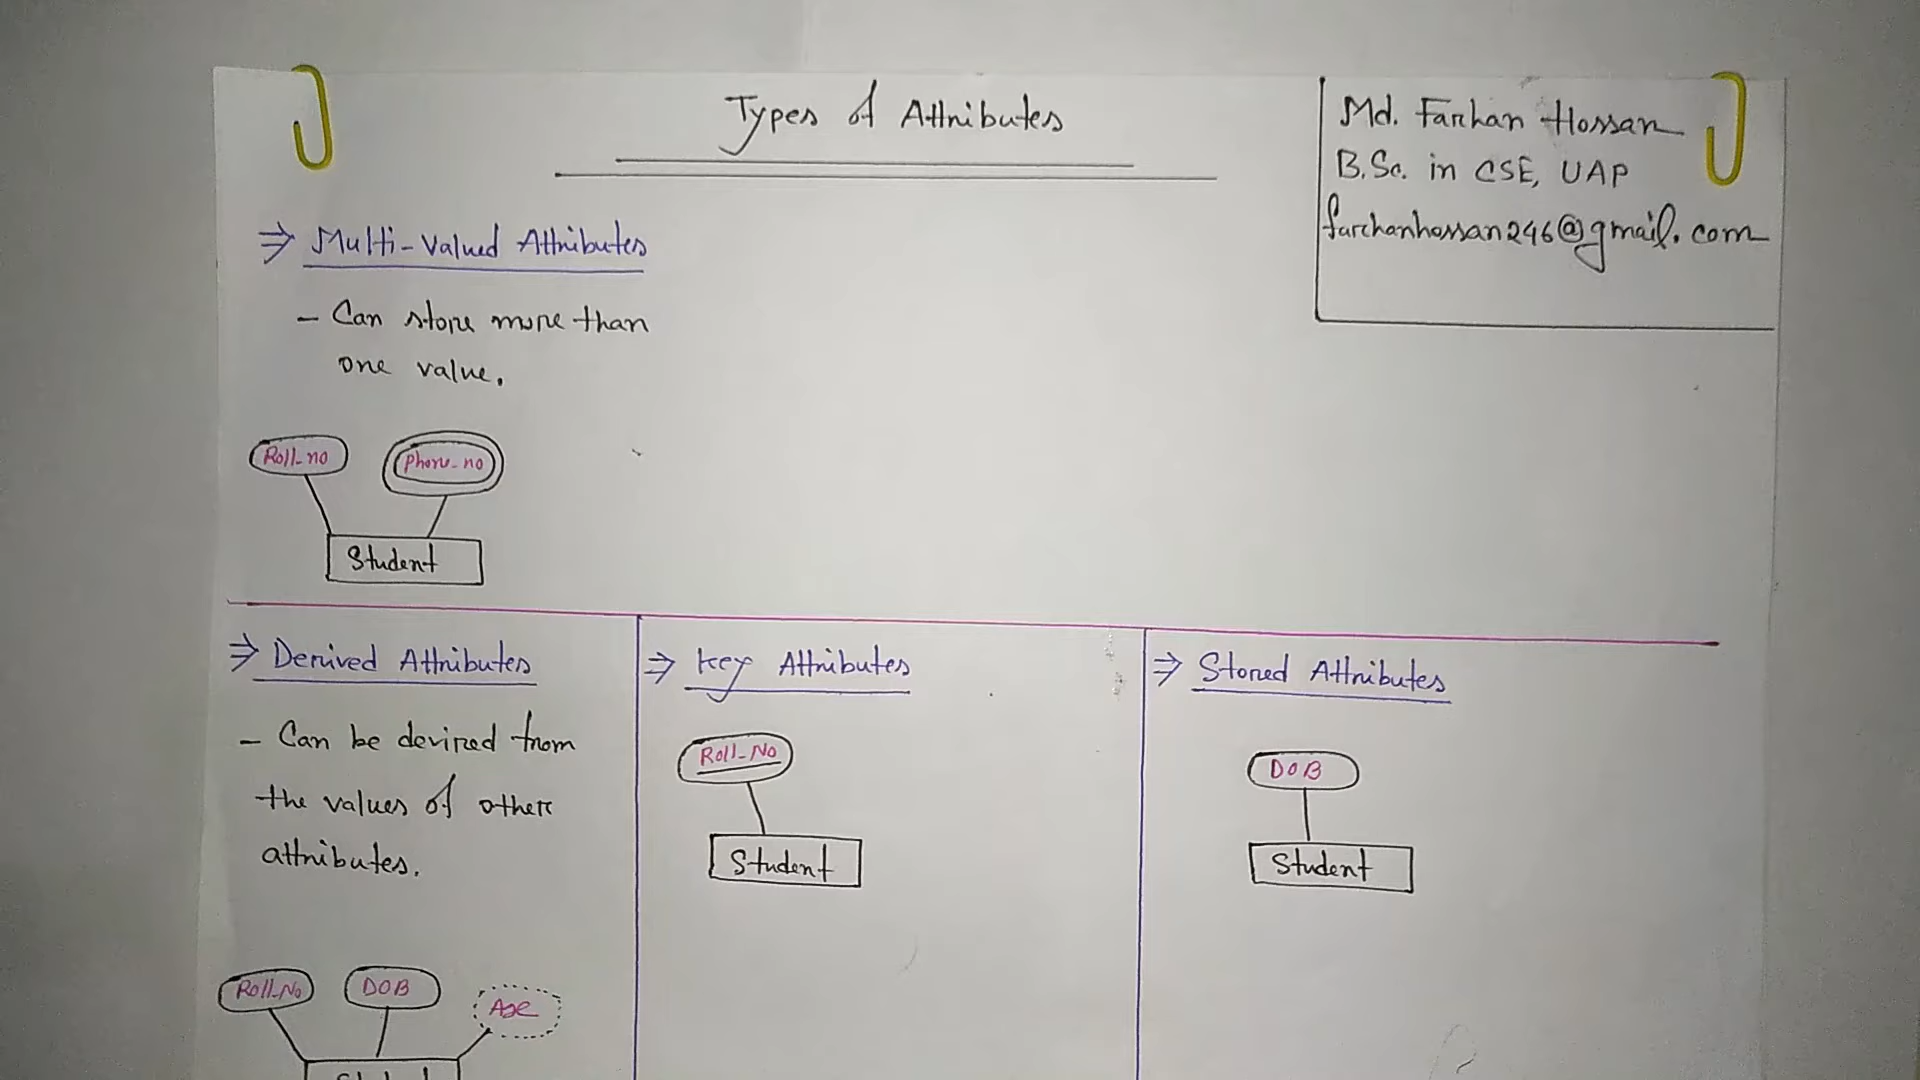 Types of Attributes
Md. Farhan Hossan
B.Sc. in CSE, UAP
farhanhossan246@gmail.com
⇒ Multi-Valued Attributes
- Can store more than
one value.
Roll_no
Phone_no
Student
⇒ Derived Attributes
- Can be devired from
the values of other
attributes.
Roll_No
DOB
Age
⇒ Key Attributes
Roll_No
Student
⇒ Stored Attributes
DOB
Student